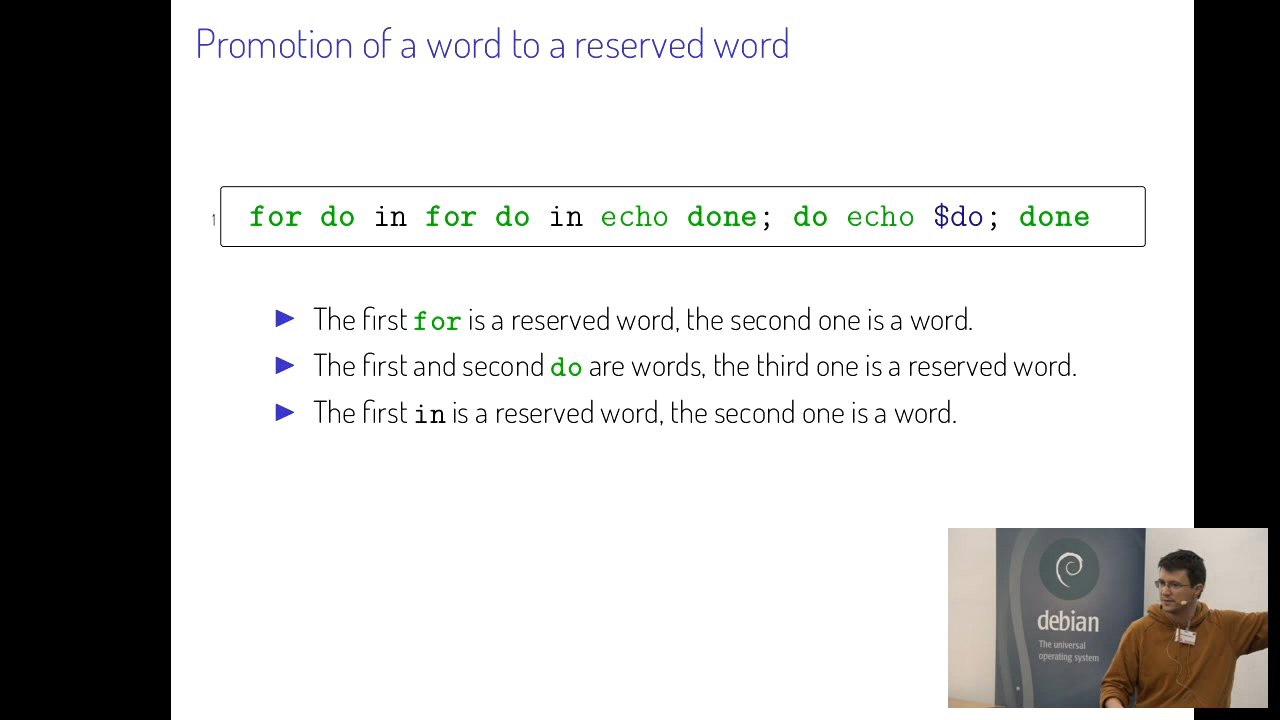 Promotion of a word to a reserved word
1
for do in for do in echo done; do echo $do; done
The first for is a reserved word, the second one is a word.
The first and second do are words, the third one is a reserved word.
The first in is a reserved word, the second one is a word.
debian
The universal
operating system